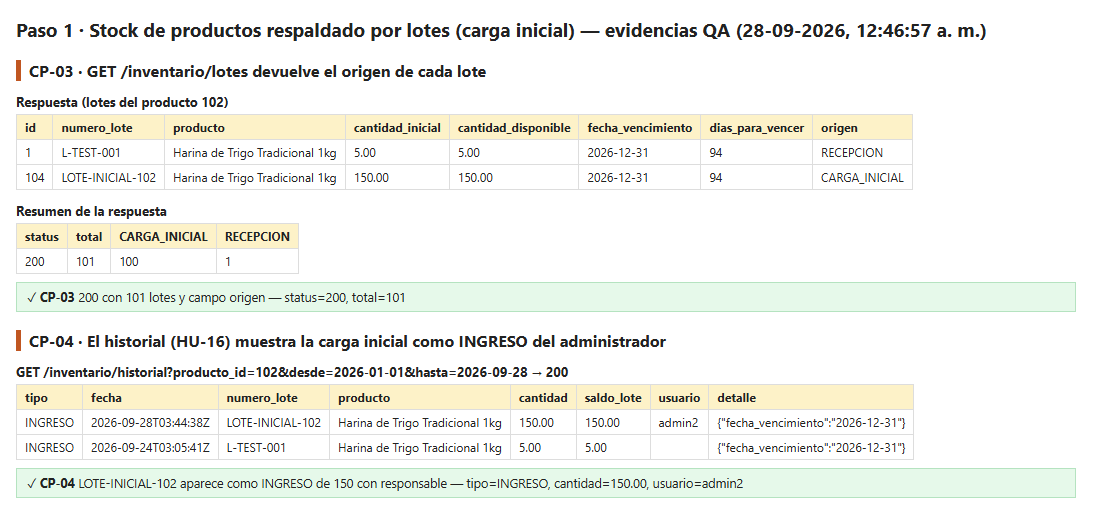 Paso 1 · Stock de productos respaldado por lotes (carga inicial) — evidencias QA (28-09-2026, 12:46:57 a. m.)
CP-03 · GET /inventario/lotes devuelve el origen de cada lote
Respuesta (lotes del producto 102)
id numero_lote producto cantidad_inicial cantidad_disponible fecha_vencimiento dias_para_vencer origen
1 L-TEST-001 Harina de Trigo Tradicional 1kg 5.00 5.00 2026-12-31 94 RECEPCION
104 LOTE-INICIAL-102 Harina de Trigo Tradicional 1kg 150.00 150.00 2026-12-31 94 CARGA_INICIAL
Resumen de la respuesta
status total CARGA_INICIAL RECEPCION
200 101 100 1
✓ CP-03 200 con 101 lotes y campo origen — status=200, total=101
CP-04 · El historial (HU-16) muestra la carga inicial como INGRESO del administrador
GET /inventario/historial?producto_id=102&desde=2026-01-01&hasta=2026-09-28 → 200
tipo fecha numero_lote producto cantidad saldo_lote usuario detalle
INGRESO 2026-09-28T03:44:38Z LOTE-INICIAL-102 Harina de Trigo Tradicional 1kg 150.00 150.00 admin2 {"fecha_vencimiento":"2026-12-31"}
INGRESO 2026-09-24T03:05:41Z L-TEST-001 Harina de Trigo Tradicional 1kg 5.00 5.00 {"fecha_vencimiento":"2026-12-31"}
✓ CP-04 LOTE-INICIAL-102 aparece como INGRESO de 150 con responsable — tipo=INGRESO, cantidad=150.00, usuario=admin2